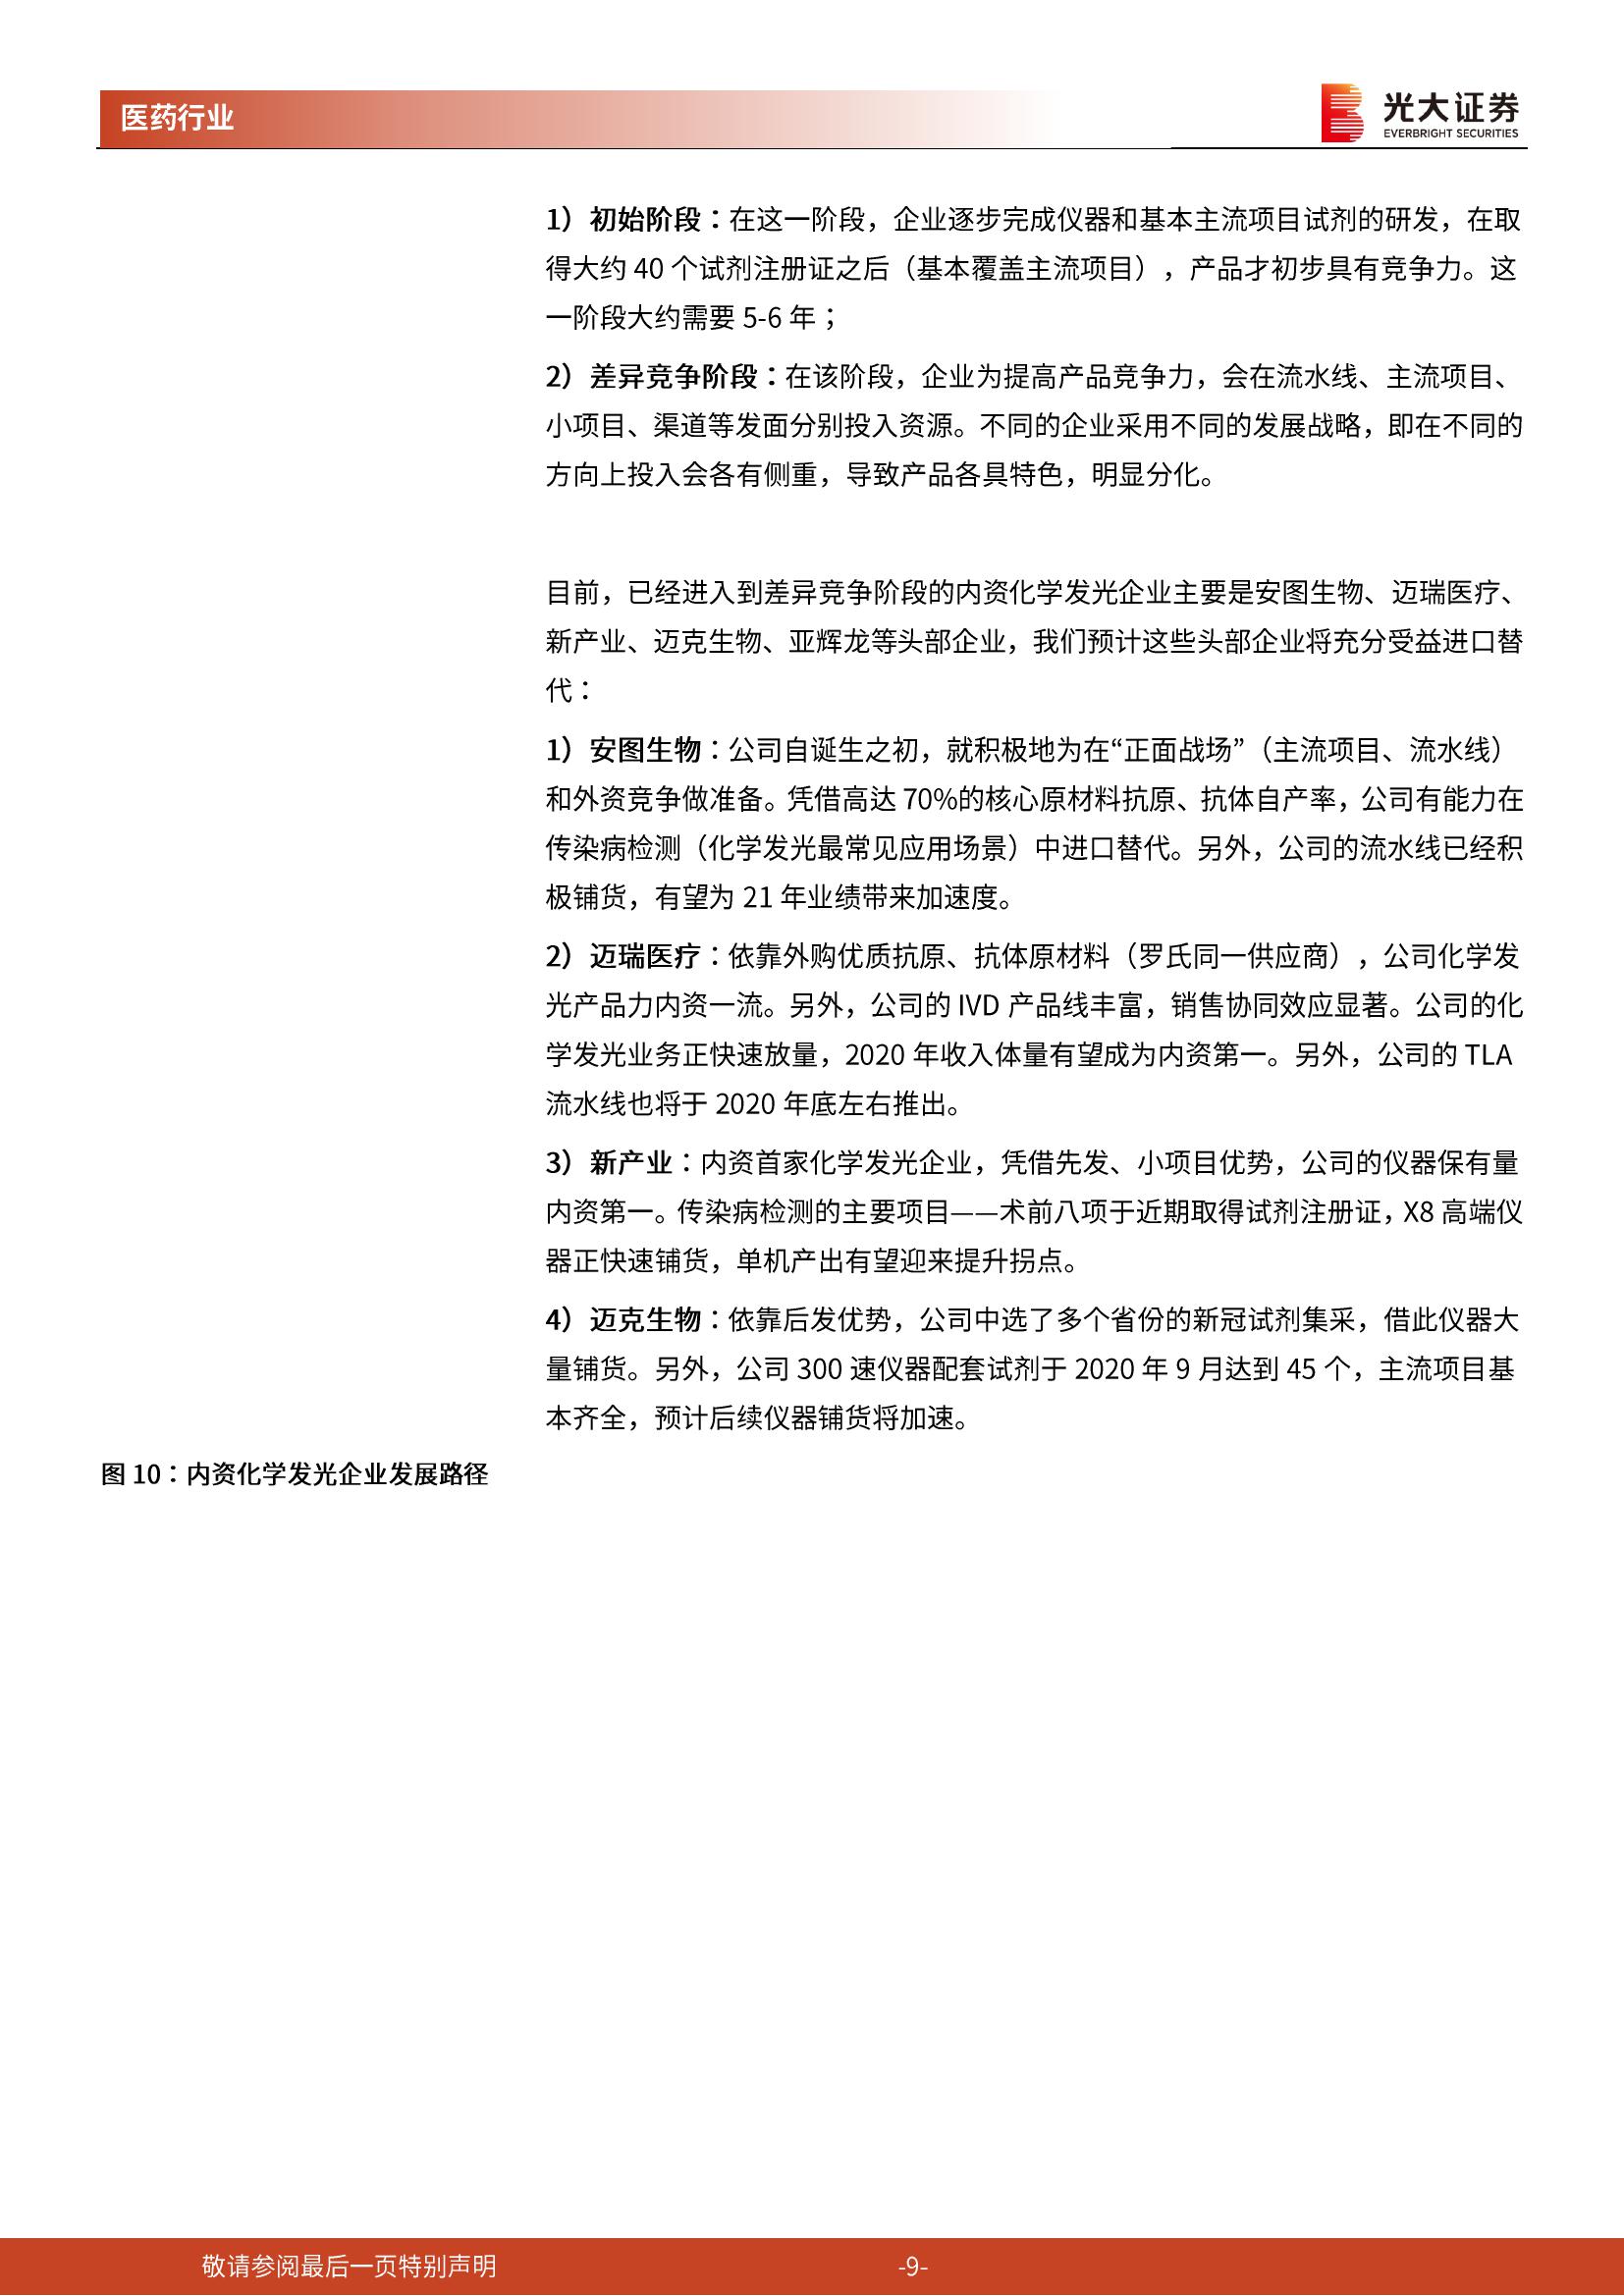 医药行业
光大证券
EVERBRIGHT SECURITIES
1）初始阶段：在这一阶段，企业逐步完成仪器和基本主流项目试剂的研发，在取
得大约 40 个试剂注册证之后（基本覆盖主流项目），产品才初步具有竞争力。这
一阶段大约需要 5-6 年；
2）差异竞争阶段：在该阶段，企业为提高产品竞争力，会在流水线、主流项目、
小项目、渠道等发面分别投入资源。不同的企业采用不同的发展战略，即在不同的
方向上投入会各有侧重，导致产品各具特色，明显分化。
目前，已经进入到差异竞争阶段的内资化学发光企业主要是安图生物、迈瑞医疗、
新产业、迈克生物、亚辉龙等头部企业，我们预计这些头部企业将充分受益进口替
代：
1）安图生物：公司自诞生之初，就积极地为在“正面战场”（主流项目、流水线）
和外资竞争做准备。凭借高达 70%的核心原材料抗原、抗体自产率，公司有能力在
传染病检测（化学发光最常见应用场景）中进口替代。另外，公司的流水线已经积
极铺货，有望为 21 年业绩带来加速度。
2）迈瑞医疗：依靠外购优质抗原、抗体原材料（罗氏同一供应商），公司化学发
光产品力内资一流。另外，公司的 IVD 产品线丰富，销售协同效应显著。公司的化
学发光业务正快速放量，2020 年收入体量有望成为内资第一。另外，公司的 TLA
流水线也将于 2020 年底左右推出。
3）新产业：内资首家化学发光企业，凭借先发、小项目优势，公司的仪器保有量
内资第一。传染病检测的主要项目——术前八项于近期取得试剂注册证，X8 高端仪
器正快速铺货，单机产出有望迎来提升拐点。
4）迈克生物：依靠后发优势，公司中选了多个省份的新冠试剂集采，借此仪器大
量铺货。另外，公司 300 速仪器配套试剂于 2020 年 9 月达到 45 个，主流项目基
本齐全，预计后续仪器铺货将加速。
图 10：内资化学发光企业发展路径
敬请参阅最后一页特别声明
-9-